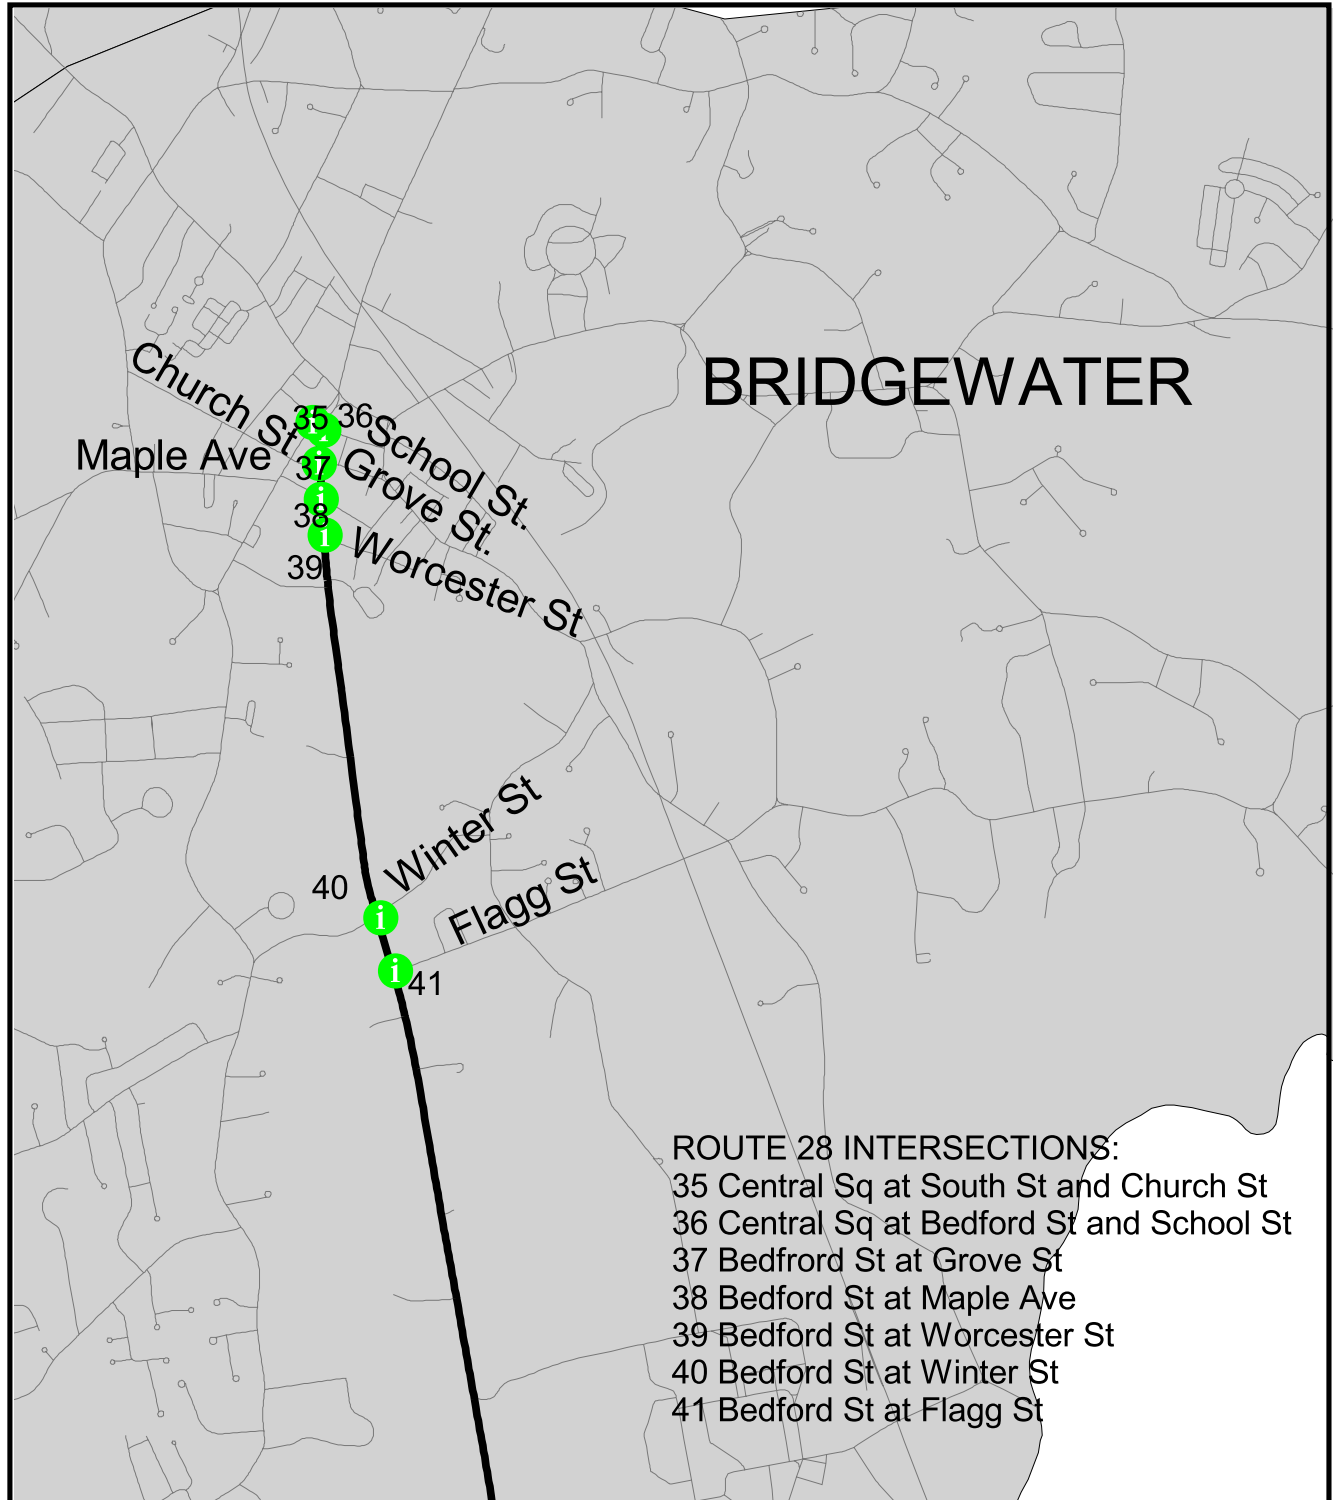 BRIDGEWATER
Church St
35
36
School St.
Maple Ave
37
Grove St.
i
i
38
i
Worcester St
39
Winter St
40
i
Flagg St
i
41
ROUTE 28 INTERSECTIONS:
35 Central Sq at South St and Church St
36 Central Sq at Bedford St and School St
37 Bedfrord St at Grove St
38 Bedford St at Maple Ave
39 Bedford St at Worcester St
40 Bedford St at Winter St
41 Bedford St at Flagg St